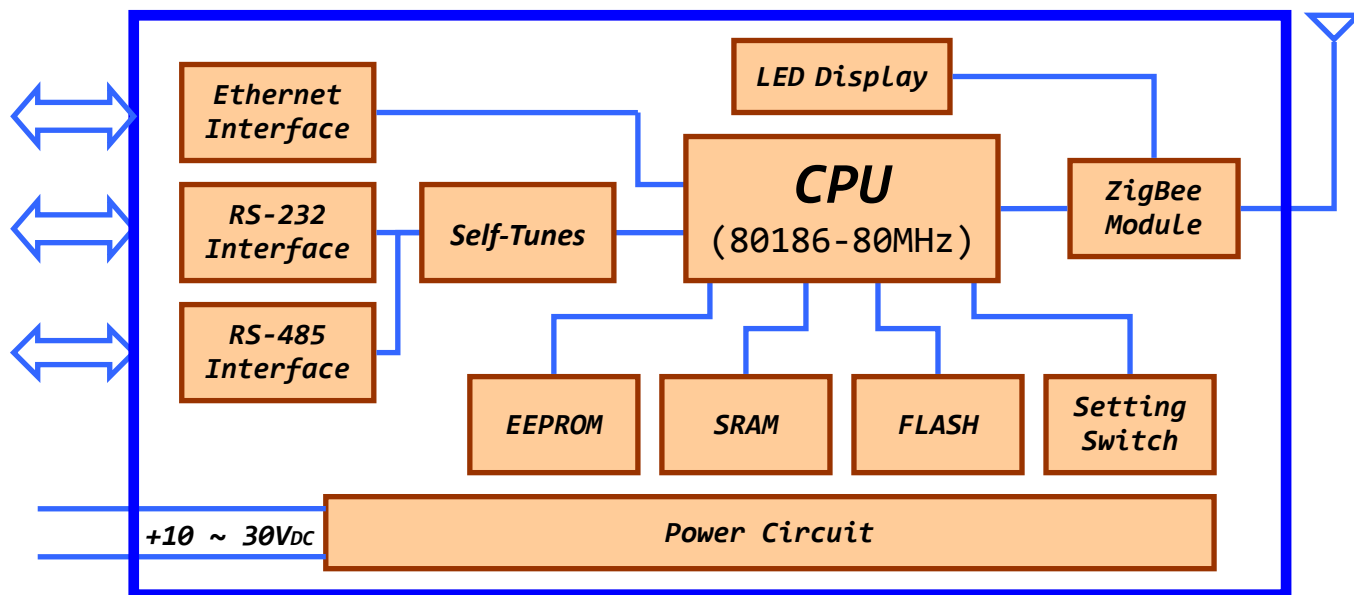 Ethernet
Interface
LED Display
CPU
(80186-80MHz)
ZigBee
Module
RS-232
Interface
Self-Tunes
RS-485
Interface
EEPROM
SRAM
FLASH
Setting
Switch
+10 ~ 30VDC
Power Circuit